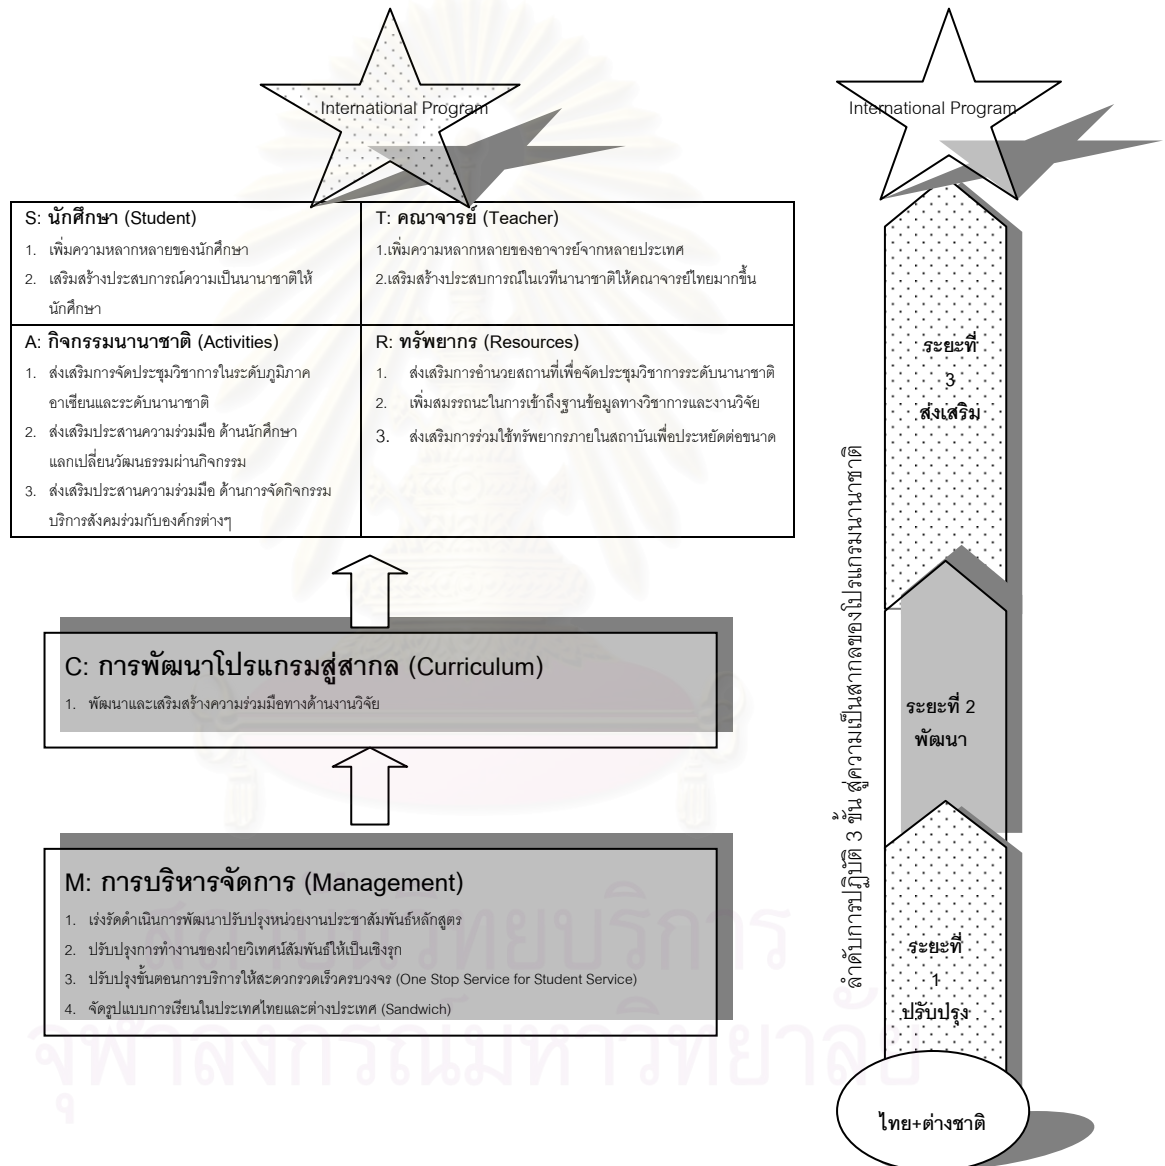 International Program
S: นักศึกษา (Student)
1. เพิ่มความหลากหลายของนักศึกษา
2. เสริมสร้างประสบการณ์ความเป็นนานาชาติให้
นักศึกษา
T: คณาจารย์ (Teacher)
1.เพิ่มความหลากหลายของอาจารย์จากหลายประเทศ
2.เสริมสร้างประสบการณ์ในเวทีนานาชาติให้คณาจารย์ไทยมากขึ้น
A: กิจกรรมนานาชาติ (Activities)
1. ส่งเสริมการจัดประชุมวิชาการในระดับภูมิภาค
อาเซียนและระดับนานาชาติ
2. ส่งเสริมประสานความร่วมมือ ด้านนักศึกษา
แลกเปลี่ยนวัฒนธรรมผ่านกิจกรรม
3. ส่งเสริมประสานความร่วมมือ ด้านการจัดกิจกรรม
บริการสังคมร่วมกับองค์กรต่างๆ
R: ทรัพยากร (Resources)
1. ส่งเสริมการอำนวยสถานที่เพื่อจัดประชุมวิชาการระดับนานาชาติ
2. เพิ่มสมรรถนะในการเข้าถึงฐานข้อมูลทางวิชาการและงานวิจัย
3. ส่งเสริมการร่วมใช้ทรัพยากรภายในสถาบันเพื่อประหยัดต่อขนาด
C: การพัฒนาโปรแกรมสู่สากล (Curriculum)
1. พัฒนาและเสริมสร้างความร่วมมือทางด้านงานวิจัย
M: การบริหารจัดการ (Management)
1. เร่งรัดดำเนินการพัฒนาปรับปรุงหน่วยงานประชาสัมพันธ์หลักสูตร
2. ปรับปรุงการทำงานของฝ่ายวิเทศน์สัมพันธ์ให้เป็นเชิงรุก
3. ปรับปรุงขั้นตอนการบริการให้สะดวกรวดเร็วครบวงจร (One Stop Service for Student Service)
4. จัดรูปแบบการเรียนในประเทศไทยและต่างประเทศ (Sandwich)
สถาบันวิทยบริการ
จุฬาลงกรณ์มหาวิทยาลัย
International Program
ลำดับการปฏิบัติ 3 ขั้น สู่ความเป็นสากลของโปรแกรมนานาชาติ
ระยะที่
3
ส่งเสริม
ระยะที่ 2
พัฒนา
ระยะที่
1
ปรับปรุง
ไทย+ต่างชาติ